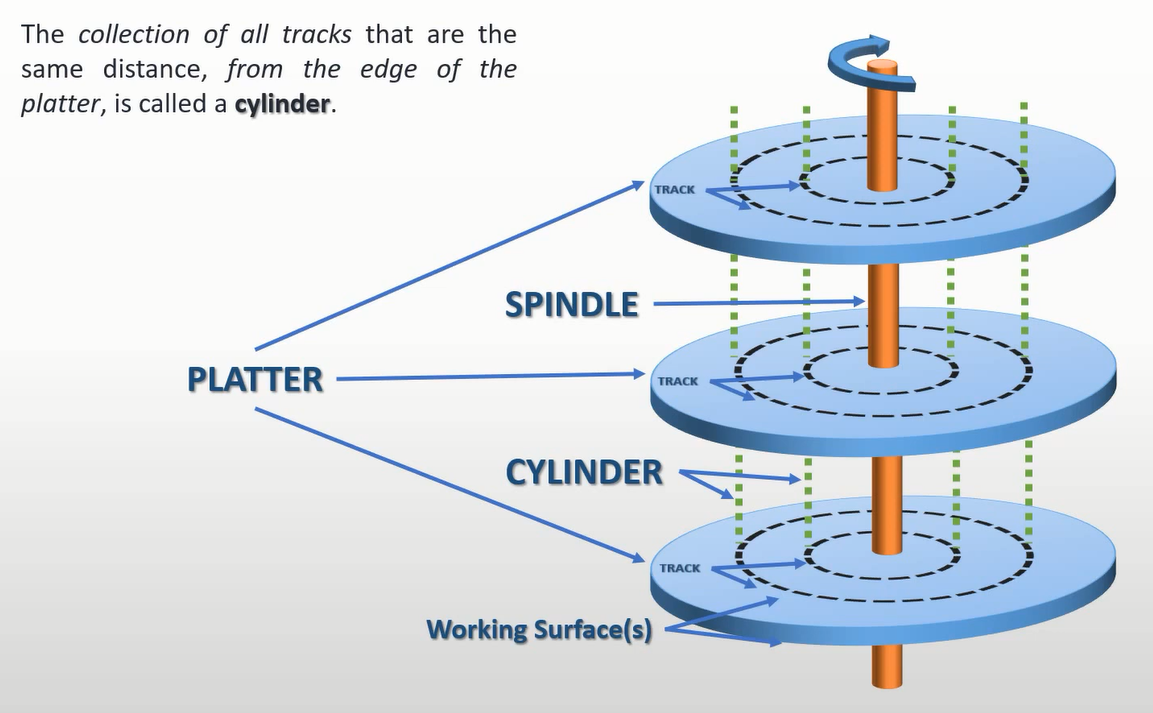 The collection of all tracks that are the
same distance, from the edge of the
platter, is called a cylinder.
TRACK
SPINDLE
PLATTER
TRACK
CYLINDER
TRACK
Working Surface(s)